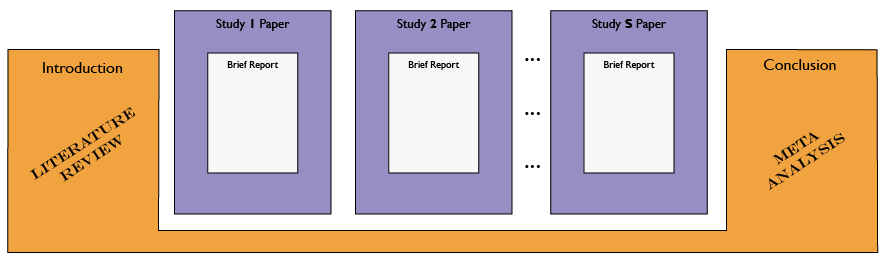 Introduction
LITERATURE
REVIEW
Study 1 Paper
Brief Report
Study 2 Paper
Brief Report
...
...
...
Study S Paper
Brief Report
Conclusion
META
ANALYSIS